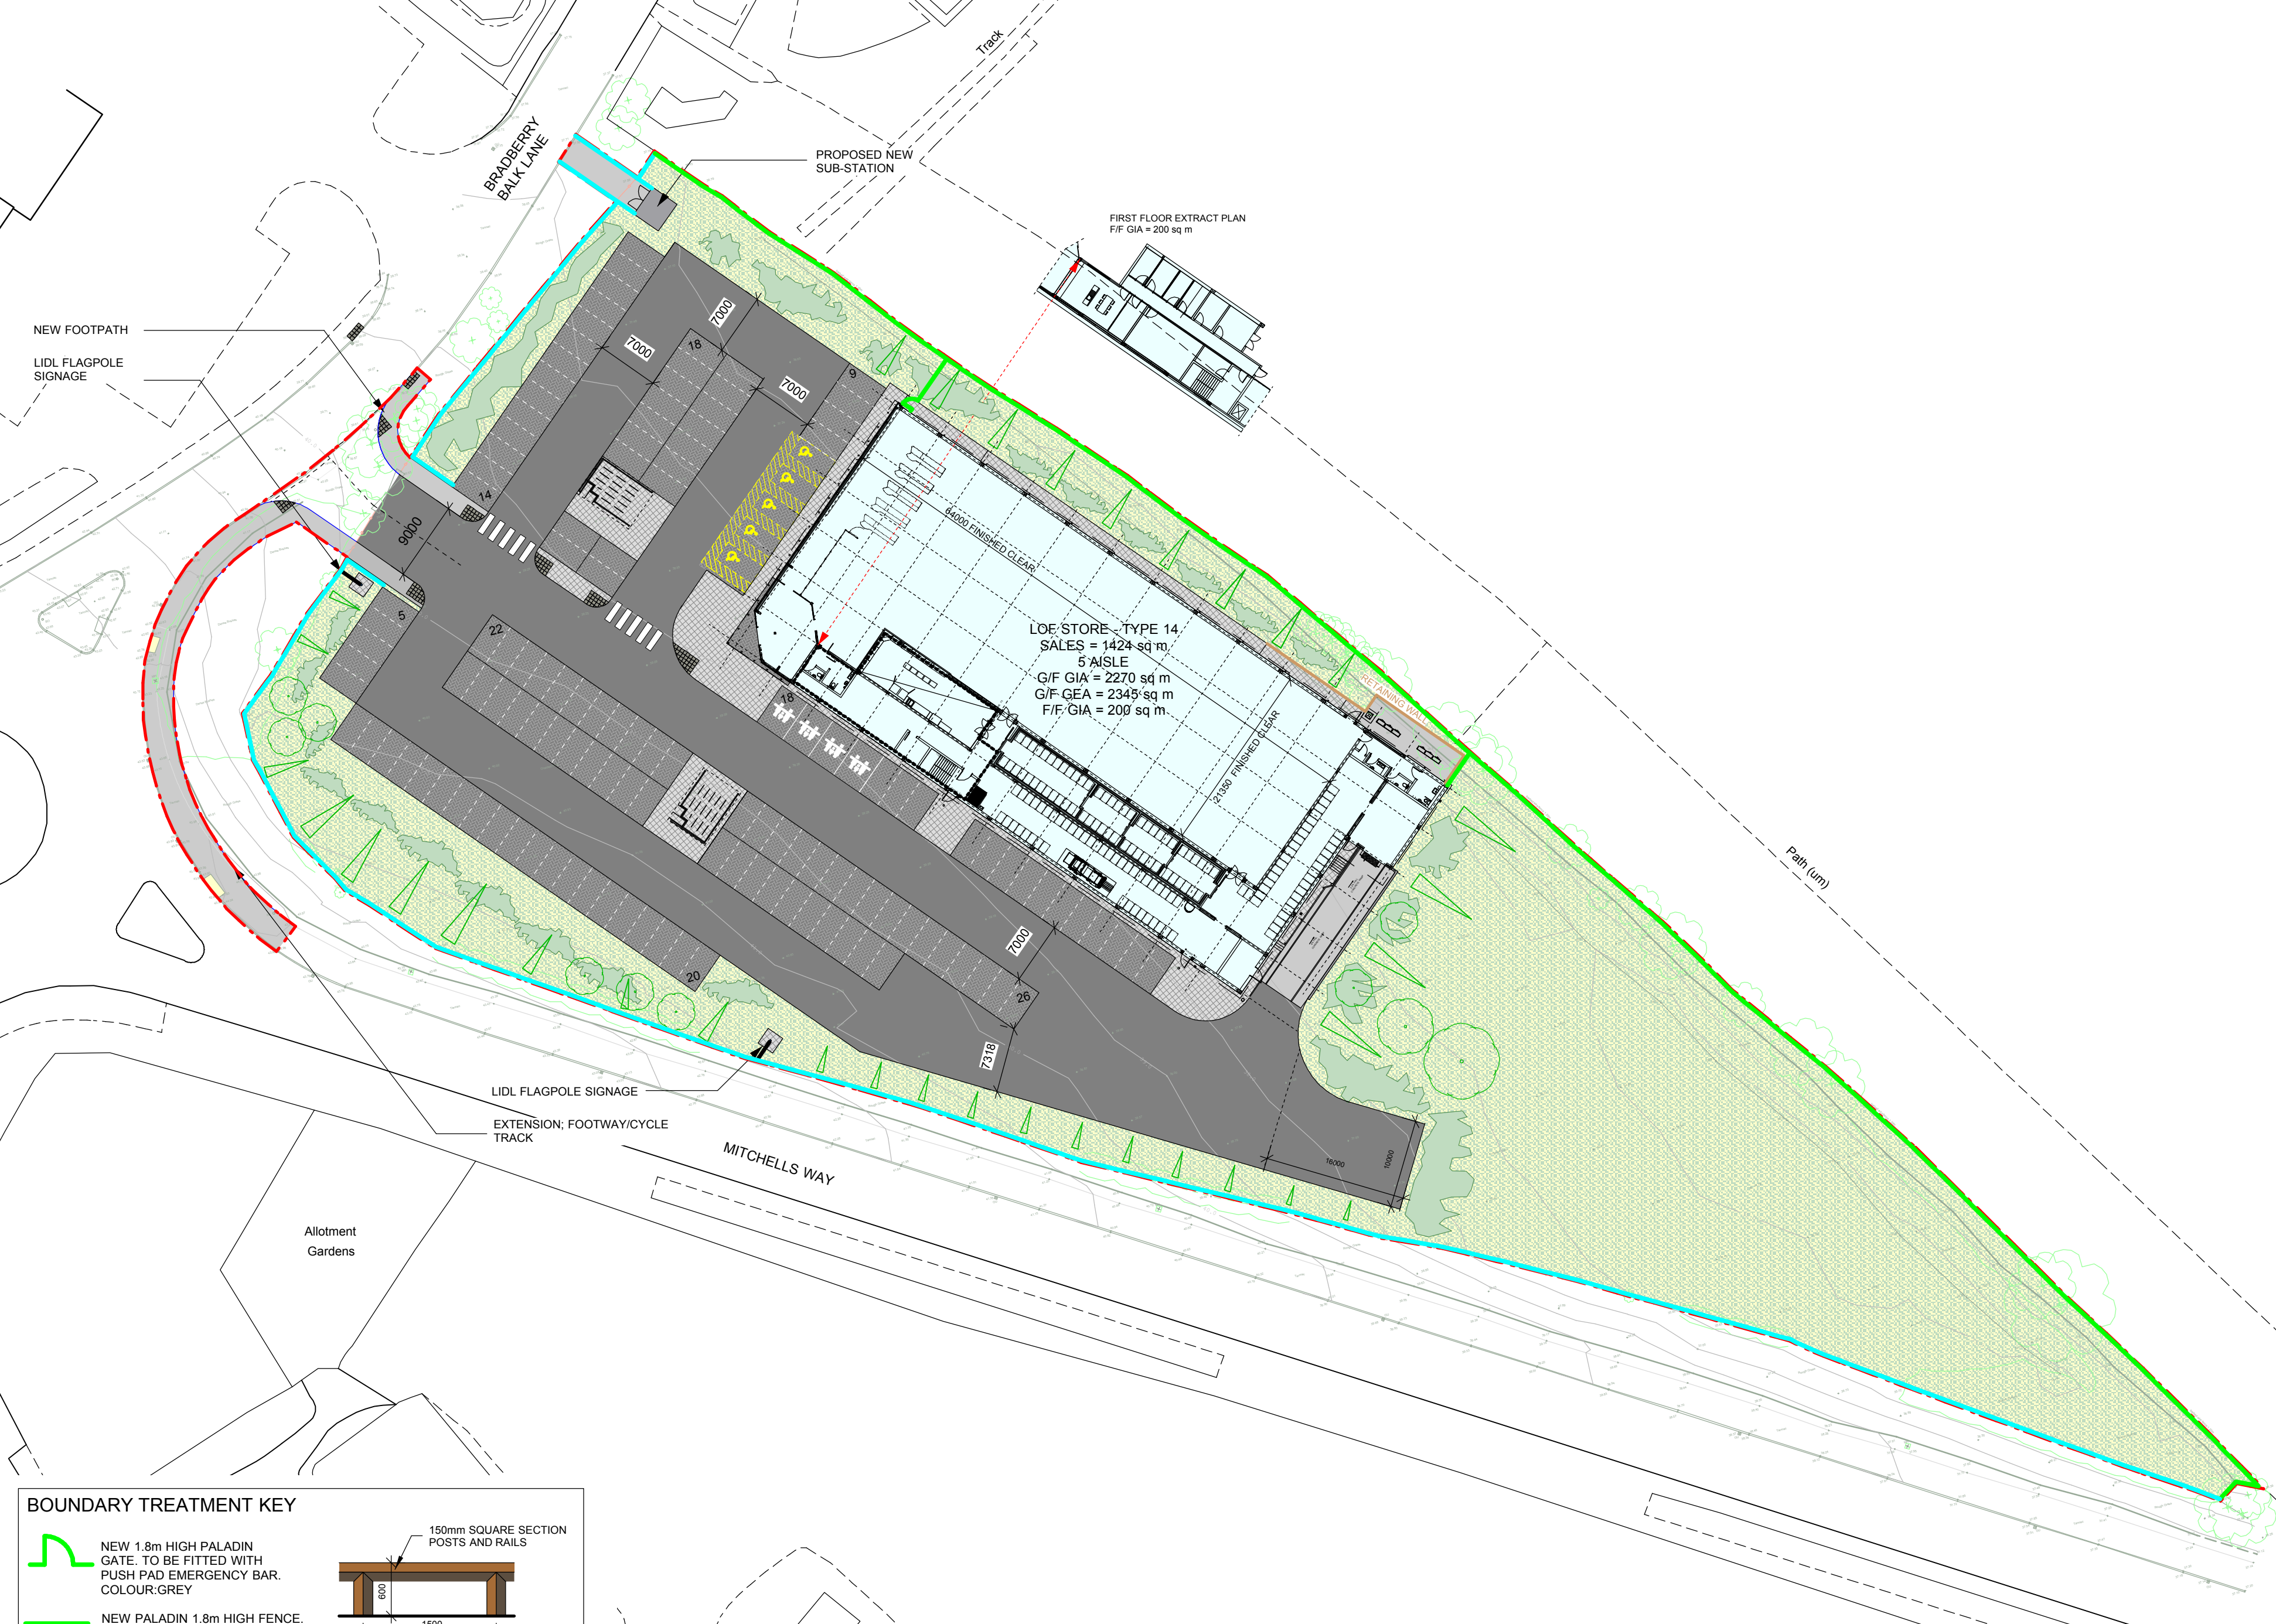 Track
BRADBERRY
BALK LANE
PROPOSED NEW
SUB-STATION
FIRST FLOOR EXTRACT PLAN
F/F GIA = 200 sq m
NEW FOOTPATH
LIDL FLAGPOLE
SIGNAGE
7000
7000
18
7000
9
14
9000
64000 FINISHED CLEAR
5
22
LOF STORE - TYPE 14
SALES = 1424 sq m
5 AISLE
G/F GIA = 2270 sq m
G/F GEA = 2345 sq m
F/F GIA = 200 sq m
RETAINING WALL
18
21350 FINISHED CLEAR
Path (um)
7000
20
26
7318
LIDL FLAGPOLE SIGNAGE
EXTENSION; FOOTWAY/CYCLE
TRACK
MITCHELLS WAY
16000
10000
Allotment
Gardens
BOUNDARY TREATMENT KEY
NEW 1.8m HIGH PALADIN
GATE. TO BE FITTED WITH
PUSH PAD EMERGENCY BAR.
COLOUR:GREY
150mm SQUARE SECTION
POSTS AND RAILS
600
1500
NEW PALADIN 1.8m HIGH FENCE.